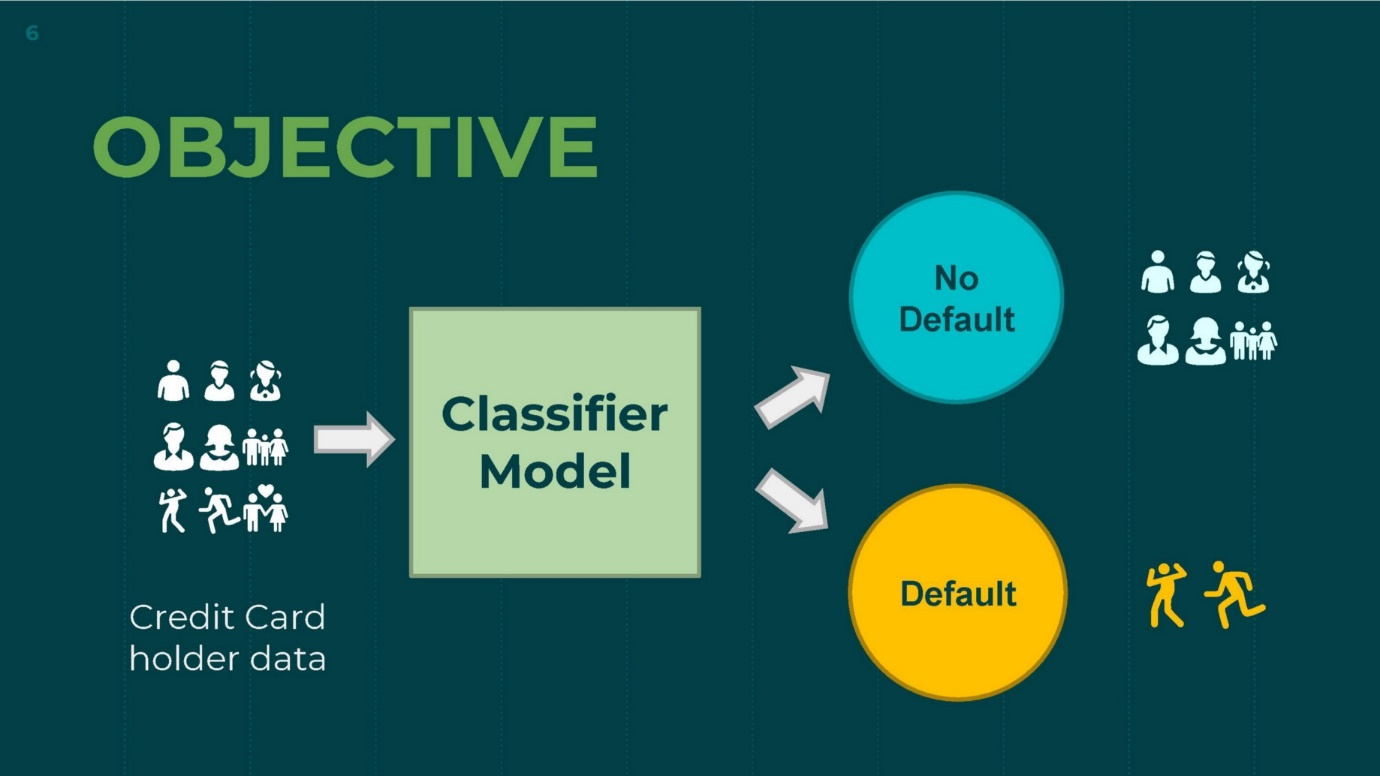 6
OBJECTIVE
No
Default
Classifier
Model
Default
Credit Card
holder data